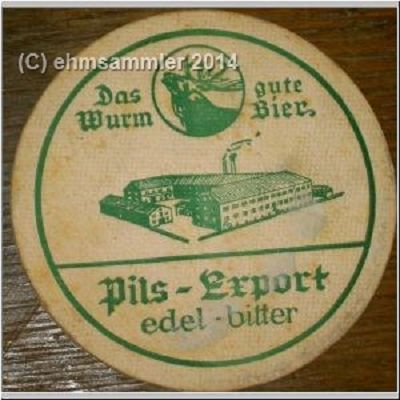 (C) ehmsammler 2014
Das gute
Wurm Bier.
Pils - Export
edel - bitter